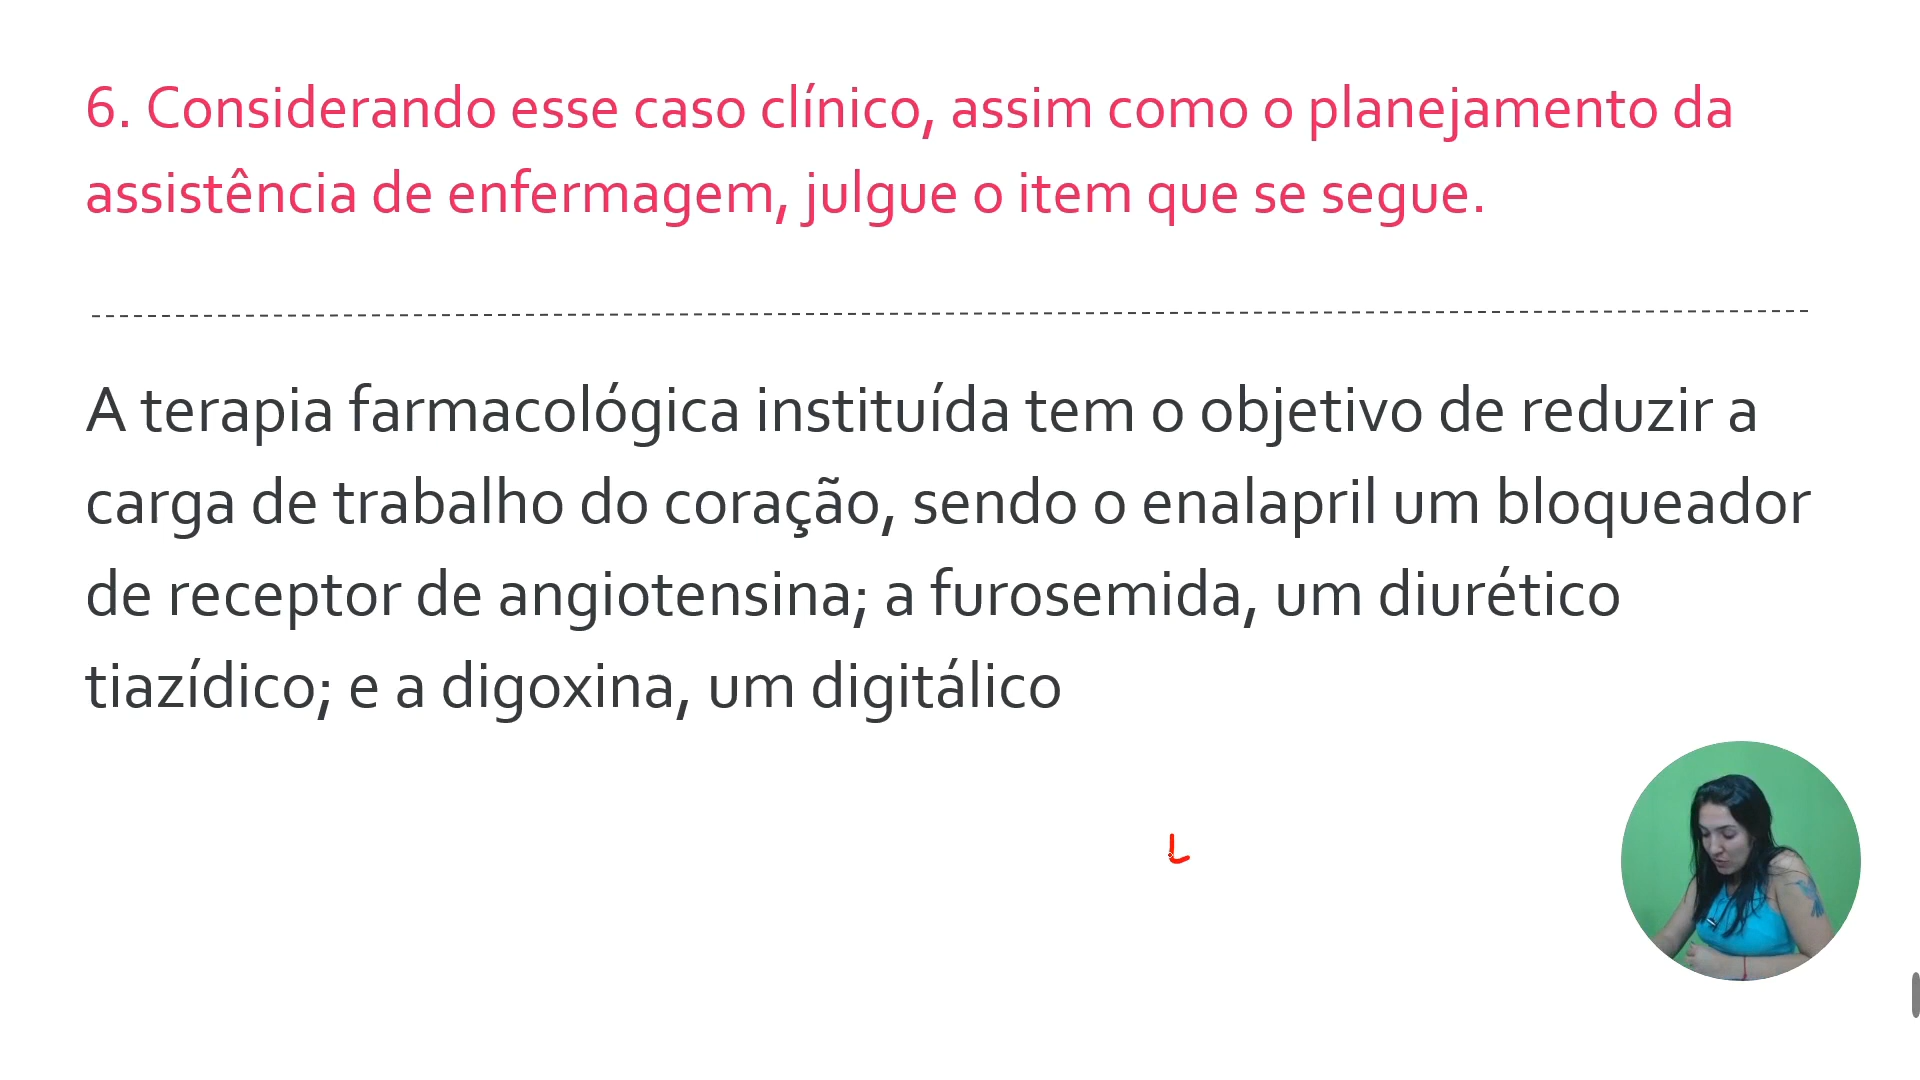 6. Considerando esse caso clínico, assim como o planejamento da
assistência de enfermagem, julgue o item que se segue.
A terapia farmacológica instituída tem o objetivo de reduzir a
carga de trabalho do coração, sendo o enalapril um bloqueador
de receptor de angiotensina; a furosemida, um diurético
tiazídico; e a digoxina, um digitálico
L